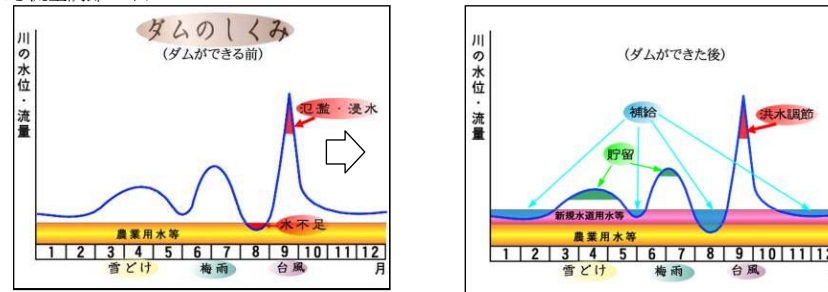 ダムのしくみ
(ダムができる前)
川の水位・流量
氾濫・浸水
水不足
農業用水等
1 2 3 4 5 6 7 8 9 10 11 12
雪どけ 梅雨 台風 月
(ダムができた後)
川の水位・流量
補給
洪水調節
貯留
新規水道用水等
農業用水等
1 2 3 4 5 6 7 8 9 10 11 12
雪どけ 梅雨 台風